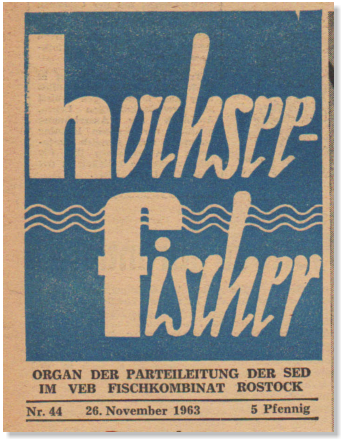 hochsee-
fischer
ORGAN DER PARTEILEITUNG DER SED
IM VEB FISCHKOMBINAT ROSTOCK
Nr. 44 26. November 1963 5 Pfennig